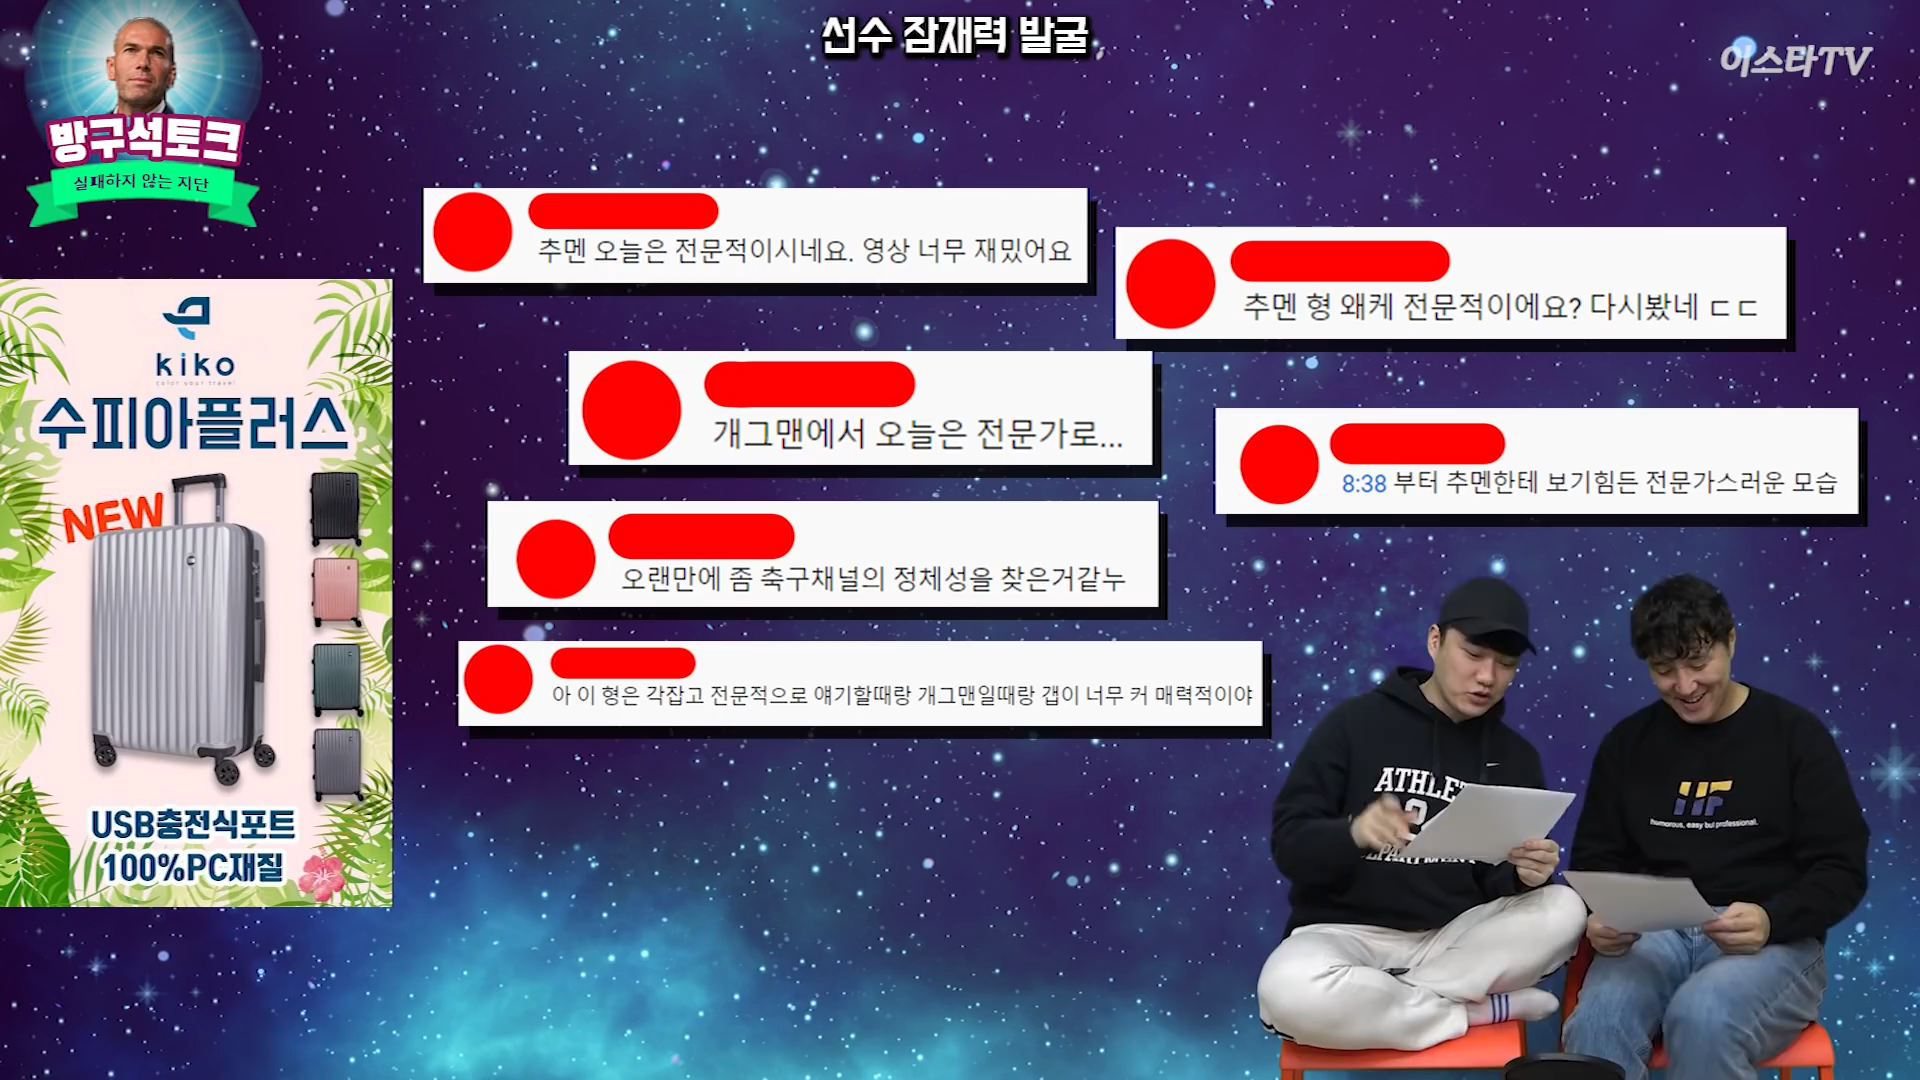 선수 잠재력 발굴
이스타TV
방구석토크
실패하지 않는 지단
추멘 오늘은 전문적이시네요. 영상 너무 재밌어요
추멘 형 왜케 전문적이에요? 다시봤네 ㄷㄷ
개그맨에서 오늘은 전문가로...
8:38 부터 추멘한테 보기힘든 전문가스러운 모습
오랜만에 좀 축구채널의 정체성을 찾은거같누
아 이 형은 각잡고 전문적으로 얘기할때랑 개그맨일때랑 갭이 너무 커 매력적이야
kiko
color your travel
수피아플러스
NEW
USB충전식포트
100%PC재질
HF
humorous, easy but professional.